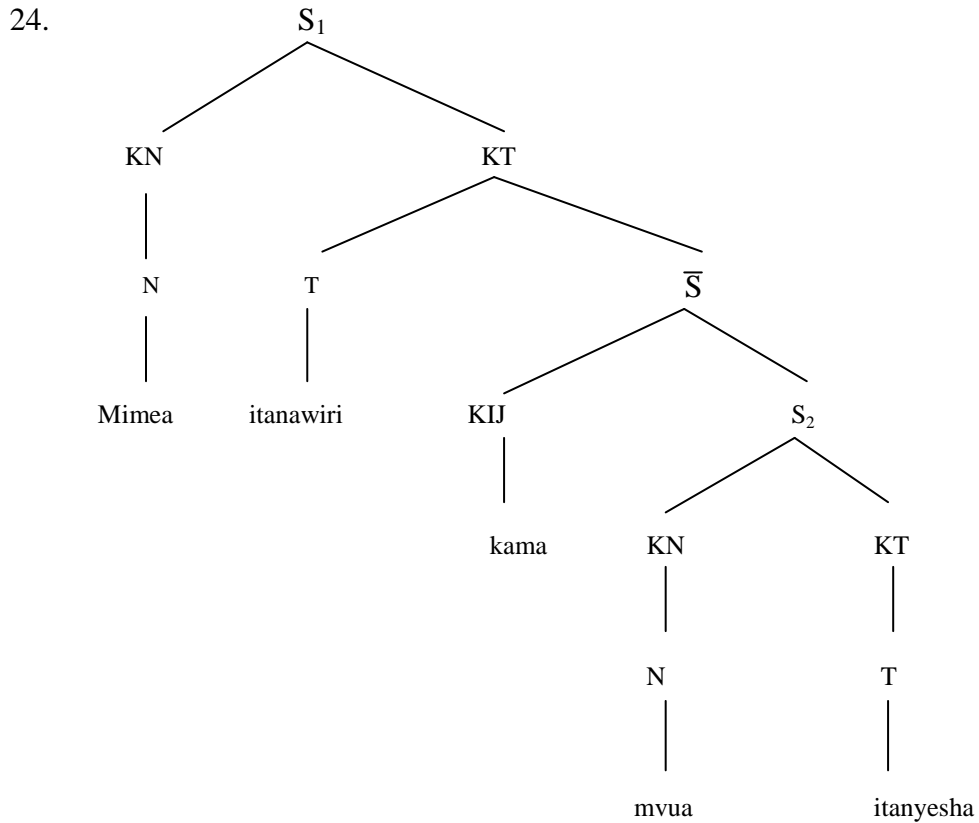 24. S₁
KN KT
N T S̅
Mimea itanawiri KIJ S₂
kama KN KT
N T
mvua itanyesha